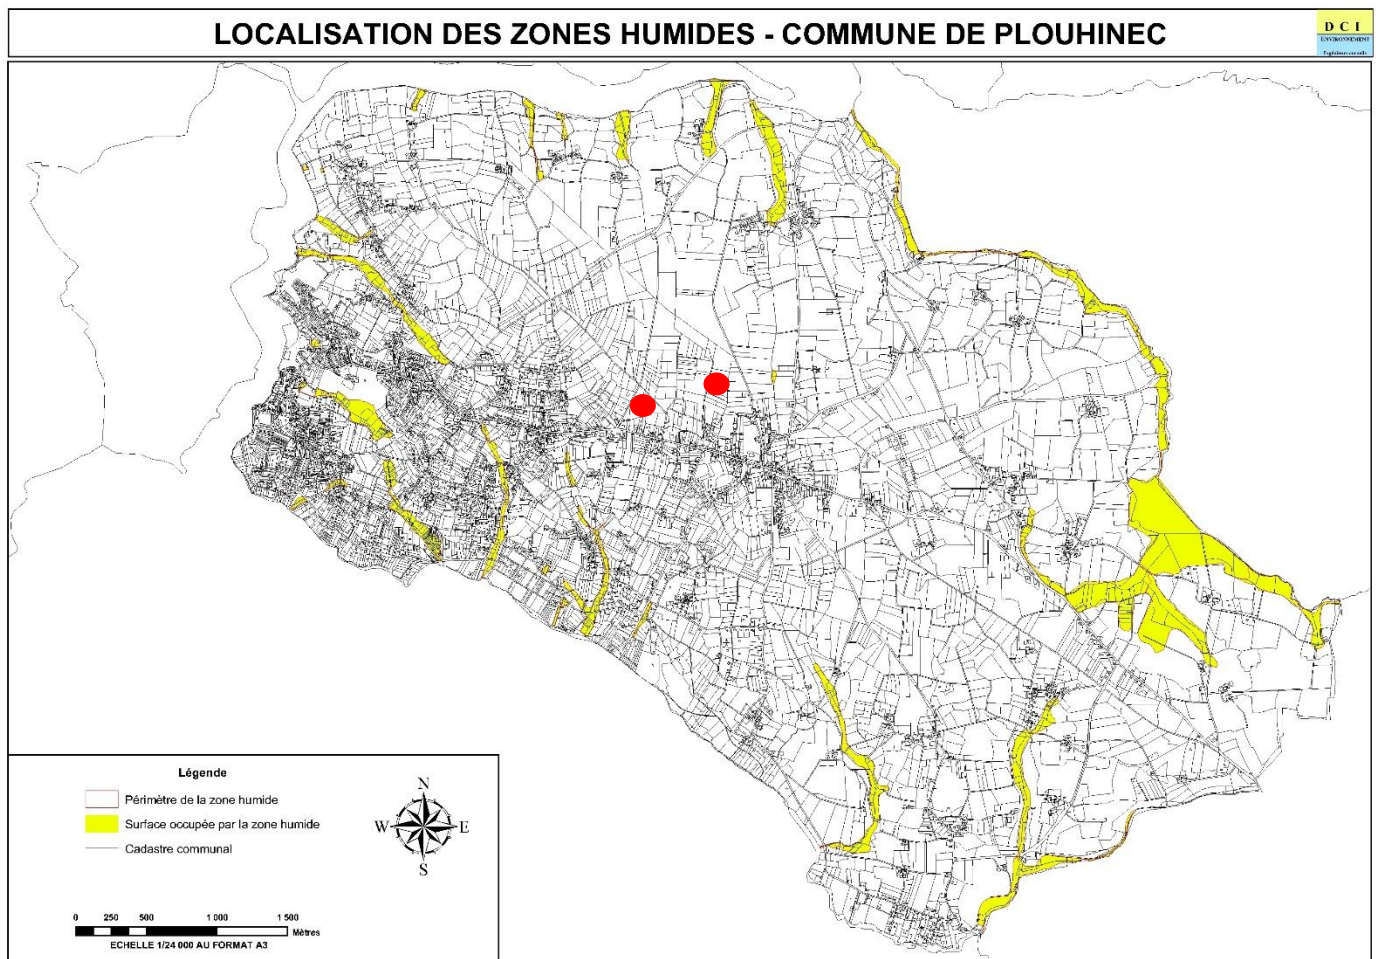 LOCALISATION DES ZONES HUMIDES - COMMUNE DE PLOUHINEC
D C I
ENVIRONNEMENT
Légende
Périmètre de la zone humide
Surface occupée par la zone humide
Cadastre communal
N
W E
S
0 250 500 1 000 1 500
Mètres
ECHELLE 1/24 000 AU FORMAT A3